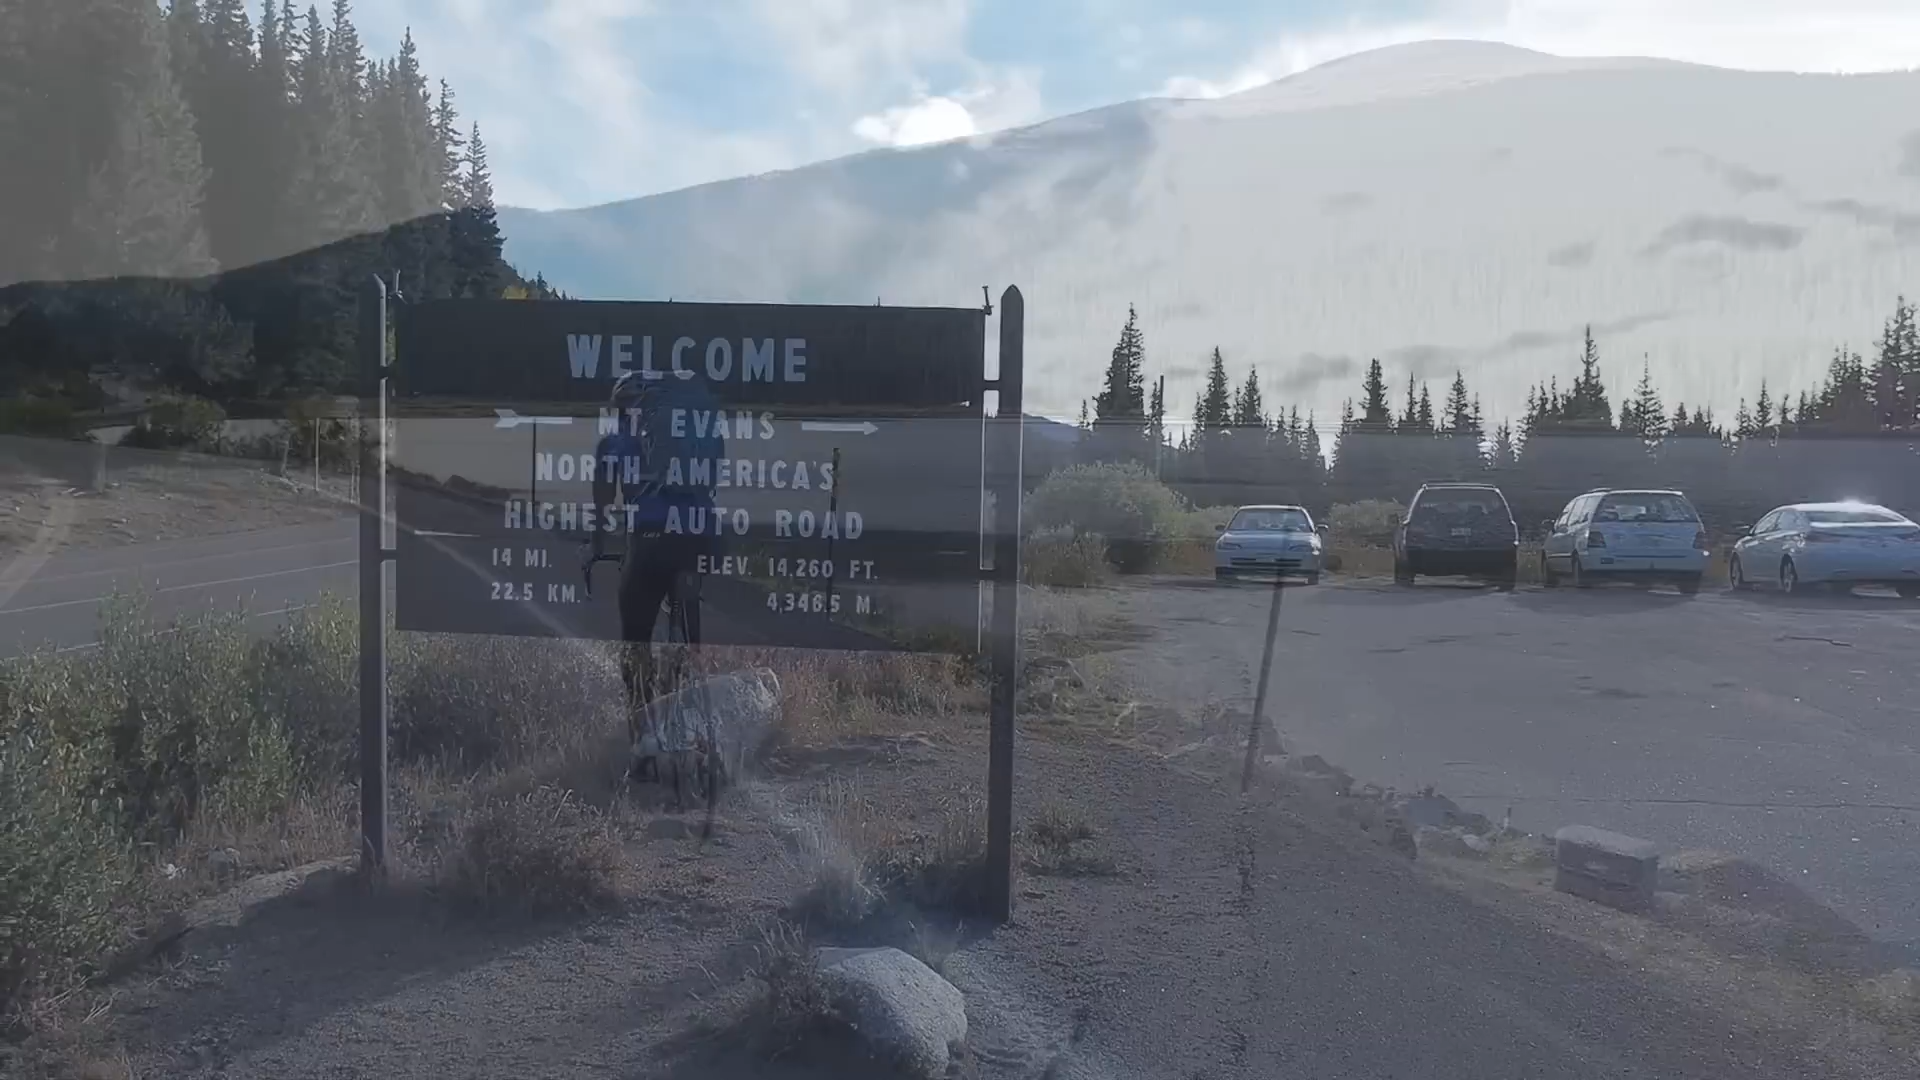 WELCOME
MT. EVANS
NORTH AMERICA'S
HIGHEST AUTO ROAD
14 MI. ELEV. 14,260 FT.
22.5 KM. 4,346.5 M.